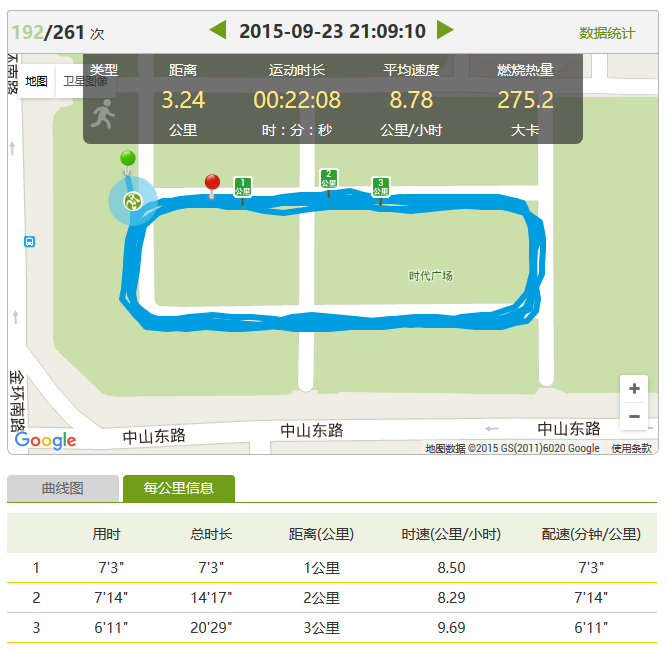 192/261 次 2015-09-23 21:09:10 数据统计
地图 卫星图像
类型 距离 运动时长 平均速度 燃烧热量
3.24 00:22:08 8.78 275.2
公里 时：分：秒 公里/小时 大卡
1 公里
2 公里
3 公里
时代广场
金环南路
中山东路 中山东路 中山东路
+
−
Google
地图数据 ©2015 GS(2011)6020 Google 使用条款
曲线图 每公里信息
用时 总时长 距离(公里) 时速(公里/小时) 配速(分钟/公里)
1 7'3" 7'3" 1公里 8.50 7'3"
2 7'14" 14'17" 2公里 8.29 7'14"
3 6'11" 20'29" 3公里 9.69 6'11"